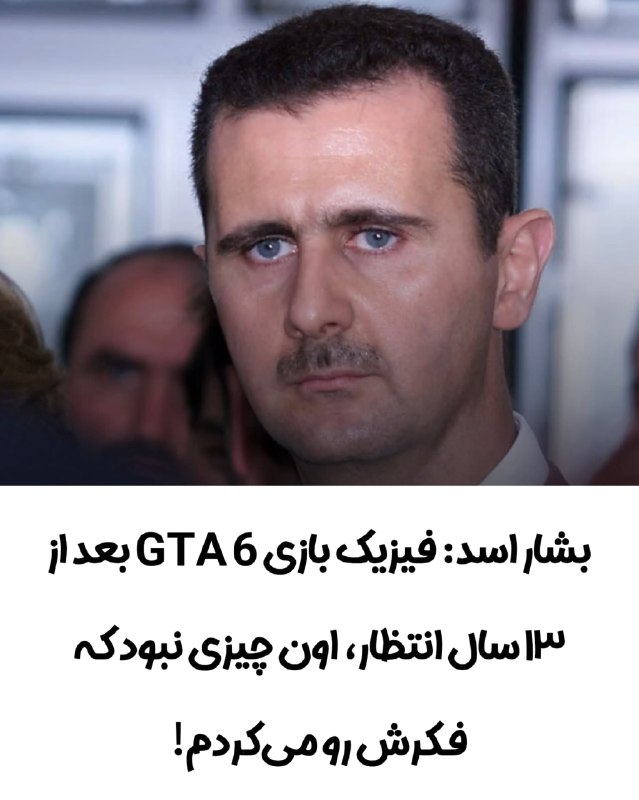 بشار اسد: فیزیک بازی GTA 6 بعد از
۱۳ سال انتظار، اون چیزی نبود که
فکرش رو می‌کردم!